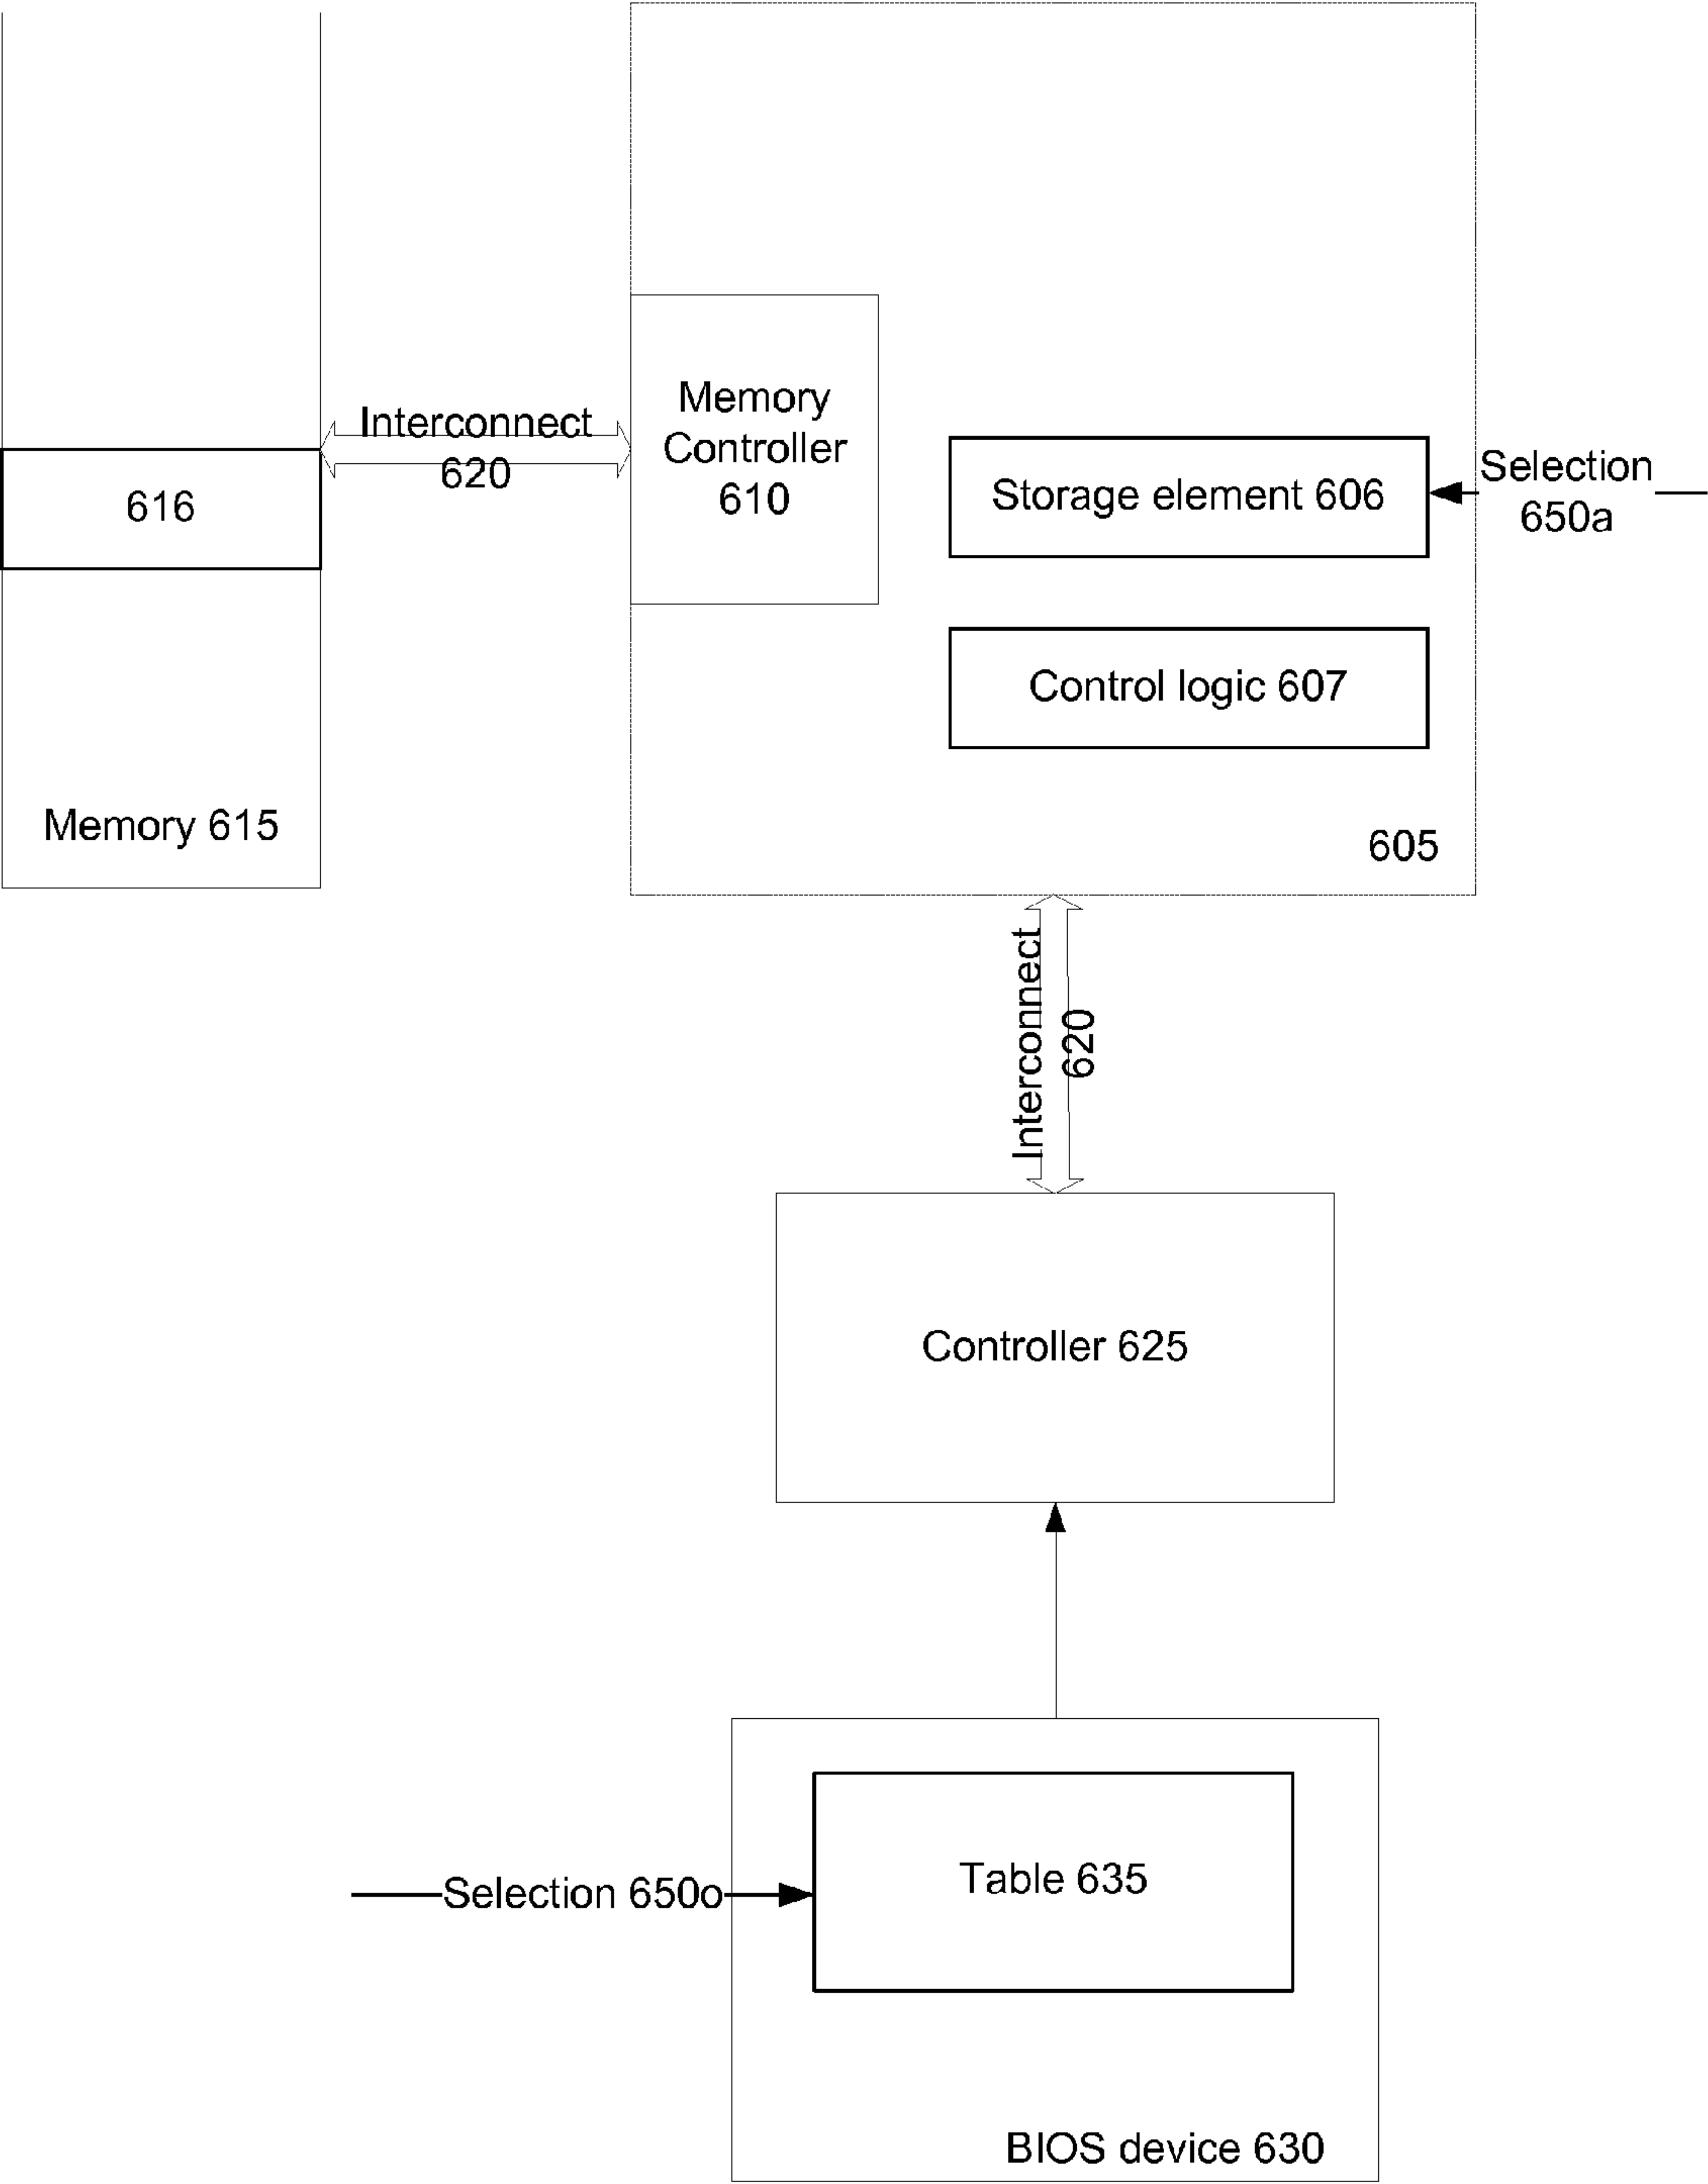 Memory
Controller
610
Interconnect
620
Selection
650a
Storage element 606
616
Control logic 607
Memory 615
605
Interconnect
620
Controller 625
Table 635
Selection 650o
BIOS device 630